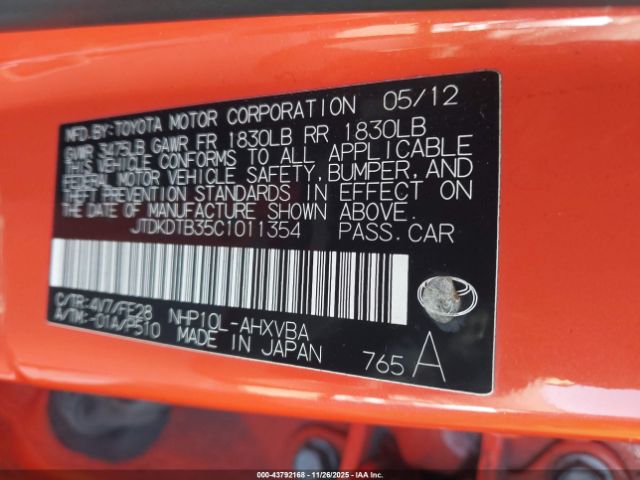 MFD.BY:TOYOTA MOTOR CORPORATION 05/12
GVWR 3475LB GAWR FR 1830LB RR 1830LB
THIS VEHICLE CONFORMS TO ALL APPLICABLE
FEDERAL MOTOR VEHICLE SAFETY, BUMPER, AND
THEFT PREVENTION STANDARDS IN EFFECT ON
THE DATE OF MANUFACTURE SHOWN ABOVE.
JTDKDTB35C1011354 PASS.CAR
C/TR:4V7/FE28 NHP10L-AHXVBA
A/TM:-01A/P510 MADE IN JAPAN
765 A
00-43792168 | 11/26/2025 - Copyright © IAA, LLC